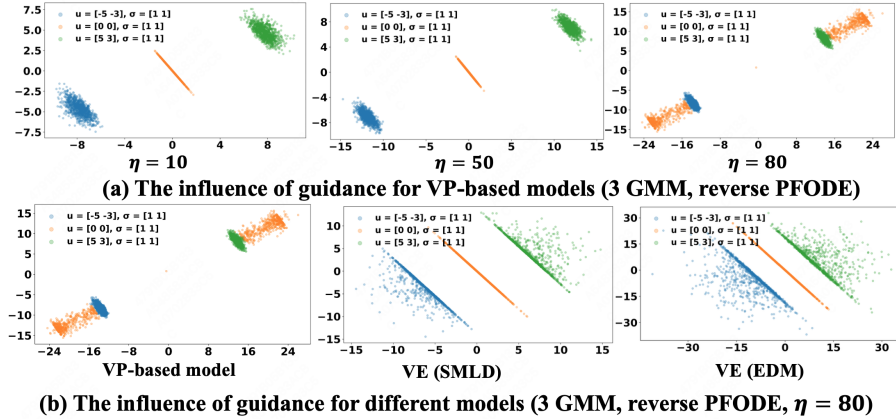 7.5
5.0
2.5
0.0
−2.5
−5.0
−7.5
u = [-5 -3], σ = [1 1]
u = [0 0], σ = [1 1]
u = [5 3], σ = [1 1]
−8 −4 0 4 8
η = 10
8
4
0
−4
−8
u = [-5 -3], σ = [1 1]
u = [0 0], σ = [1 1]
u = [5 3], σ = [1 1]
−15 −10 −5 0 5 10 15
η = 50
15
10
5
0
−5
−10
−15
u = [-5 -3], σ = [1 1]
u = [0 0], σ = [1 1]
u = [5 3], σ = [1 1]
−24 −16 −8 0 8 16 24
η = 80
(a) The influence of guidance for VP-based models (3 GMM, reverse PFODE)
15
10
5
0
−5
−10
−15
u = [-5 -3], σ = [1 1]
u = [0 0], σ = [1 1]
u = [5 3], σ = [1 1]
−24 −16 −8 0 8 16 24
VP-based model
10
5
0
−5
−10
−15
u = [-5 -3], σ = [1 1]
u = [0 0], σ = [1 1]
u = [5 3], σ = [1 1]
−15 −10 −5 0 5 10 15
VE (SMLD)
30
15
0
−15
−30
u = [-5 -3], σ = [1 1]
u = [0 0], σ = [1 1]
u = [5 3], σ = [1 1]
−30 −15 0 15 30
VE (EDM)
(b) The influence of guidance for different models (3 GMM, reverse PFODE, η = 80)